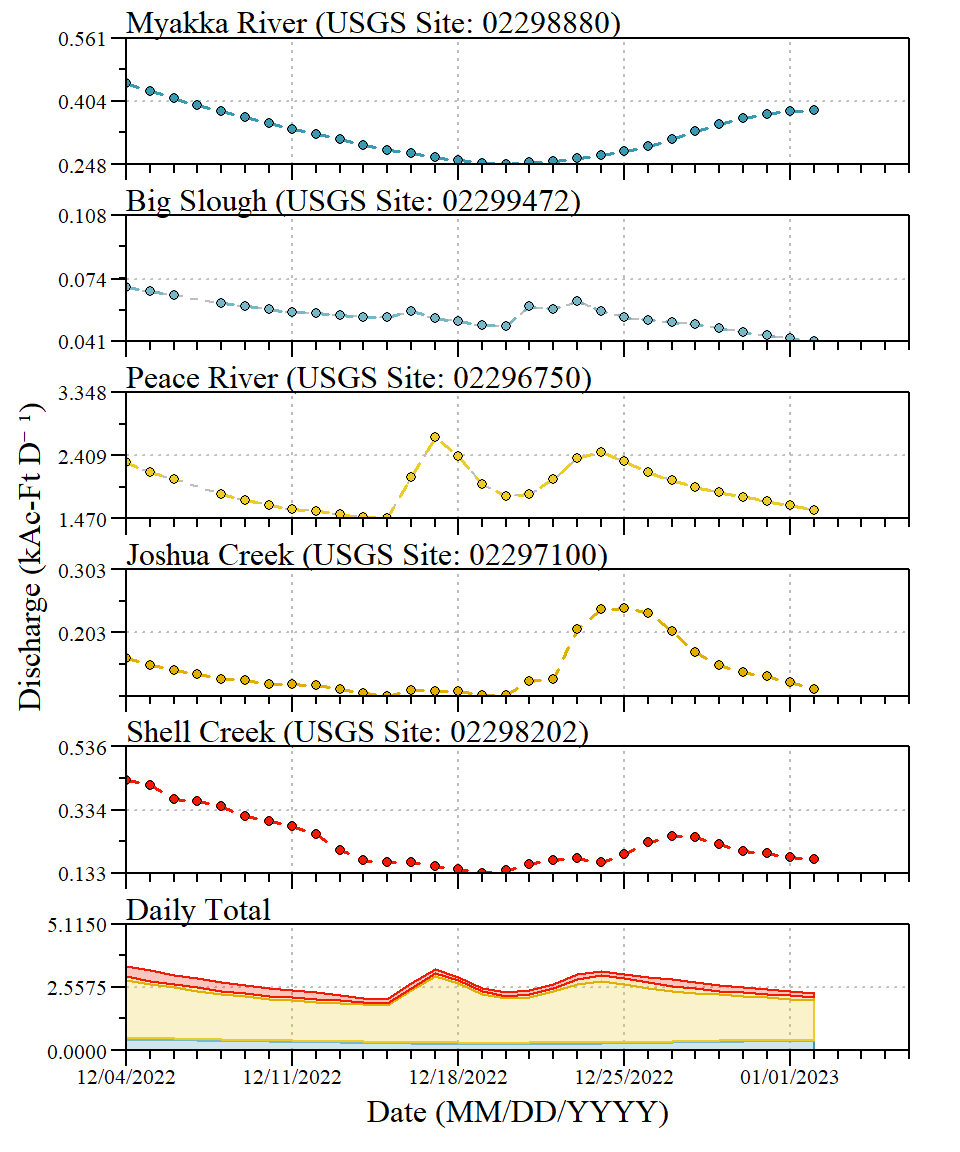 Myakka River (USGS Site: 02298880)
0.561
0.404
0.248
Big Slough (USGS Site: 02299472)
0.108
0.074
0.041
Peace River (USGS Site: 02296750)
3.348
2.409
1.470
Joshua Creek (USGS Site: 02297100)
0.303
0.203
Shell Creek (USGS Site: 02298202)
0.536
0.334
0.133
Daily Total
5.1150
2.5575
0.0000
12/04/2022 12/11/2022 12/18/2022 12/25/2022 01/01/2023
Date (MM/DD/YYYY)
Discharge (kAc-Ft D⁻¹)